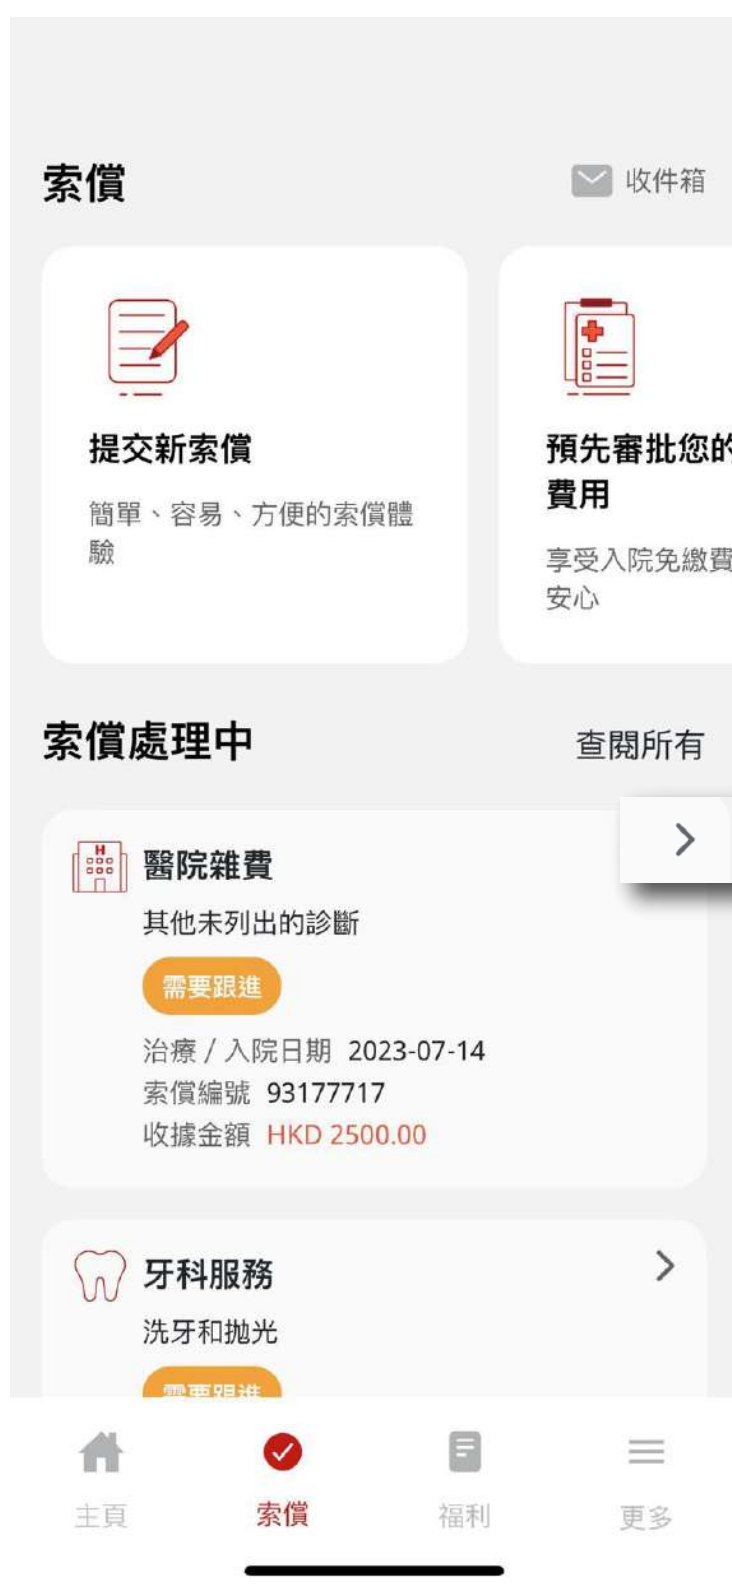 索償
收件箱
提交新索償
簡單、容易、方便的索償體
驗
預先審批您的
費用
享受入院免繳費
安心
索償處理中
查閱所有
H
醫院雜費
其他未列出的診斷
需要跟進
治療 / 入院日期 2023-07-14
索償編號 93177717
收據金額 HKD 2500.00
牙科服務
洗牙和拋光
需要跟進
主頁
索償
福利
更多